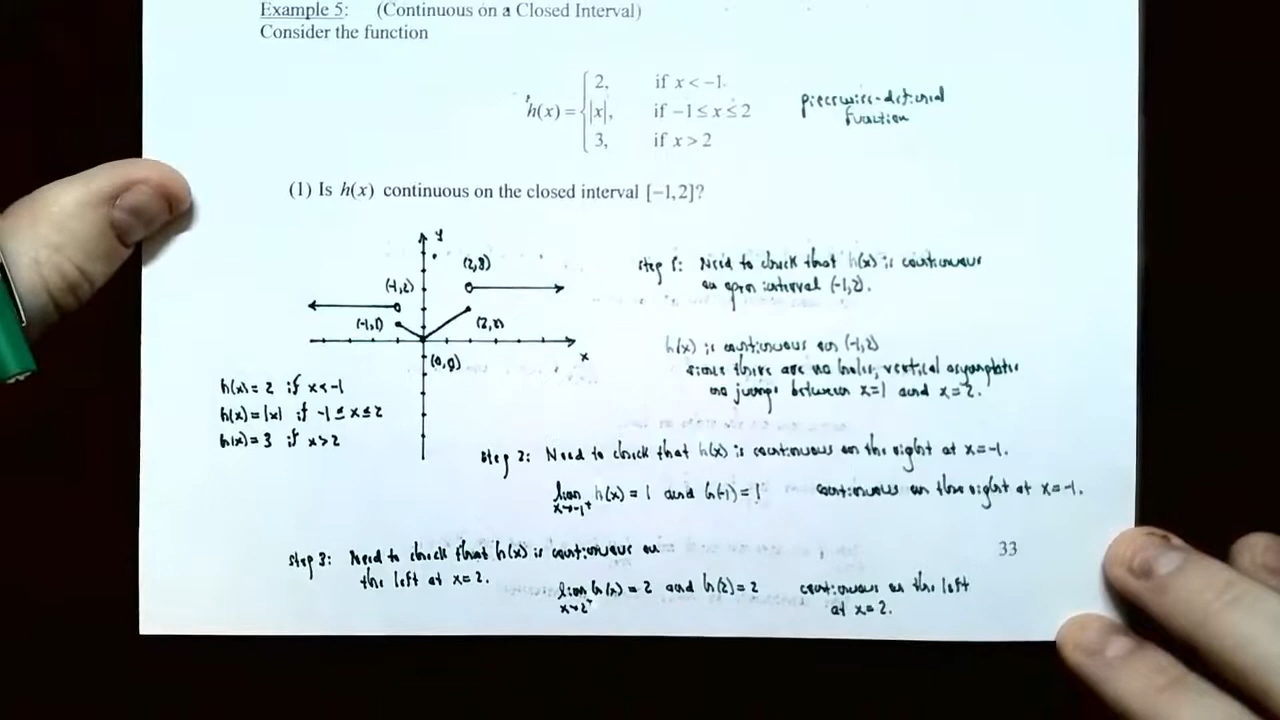 Example 5: (Continuous on a Closed Interval)
Consider the function
h(x) = { 2, if x < -1.
|x|, if -1 ≤ x ≤ 2
3, if x > 2
piecewise-defined
function
(1) Is h(x) continuous on the closed interval [-1,2]?
y
(2,3)
(-1,2)
(-1,1)
(2,2)
x
(0,0)
h(x) = 2 if x < -1
h(x) = |x| if -1 ≤ x ≤ 2
h(x) = 3 if x > 2
Step 1: Need to check that h(x) is continuous
on open interval (-1,2).
h(x) is continuous on (-1,2)
since there are no holes, vertical asymptotes
no jumps between x=1 and x=2.
Step 2: Need to check that h(x) is continuous on the right at x=-1.
lim h(x) = 1 and h(-1) = 1 continuous on the right at x=-1.
x→-1⁺
33
Step 3: Need to check that h(x) is continuous on
the left at x=2.
lim h(x) = 2 and h(2) = 2 continuous on the left
x→2⁻ at x=2.